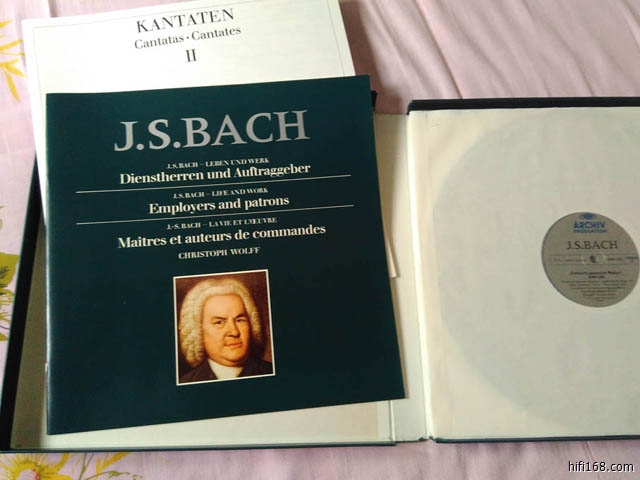 KANTATEN
Cantatas • Cantates
II
J.S.BACH
J.S. BACH – LEBEN UND WERK
Dienstherren und Auftraggeber
J.S. BACH – LIFE AND WORK
Employers and patrons
J.-S. BACH – LA VIE ET L'ŒUVRE
Maîtres et auteurs de commandes
CHRISTOPH WOLFF
ARCHIV
PRODUKTION
J.S.BACH
hifi168.com